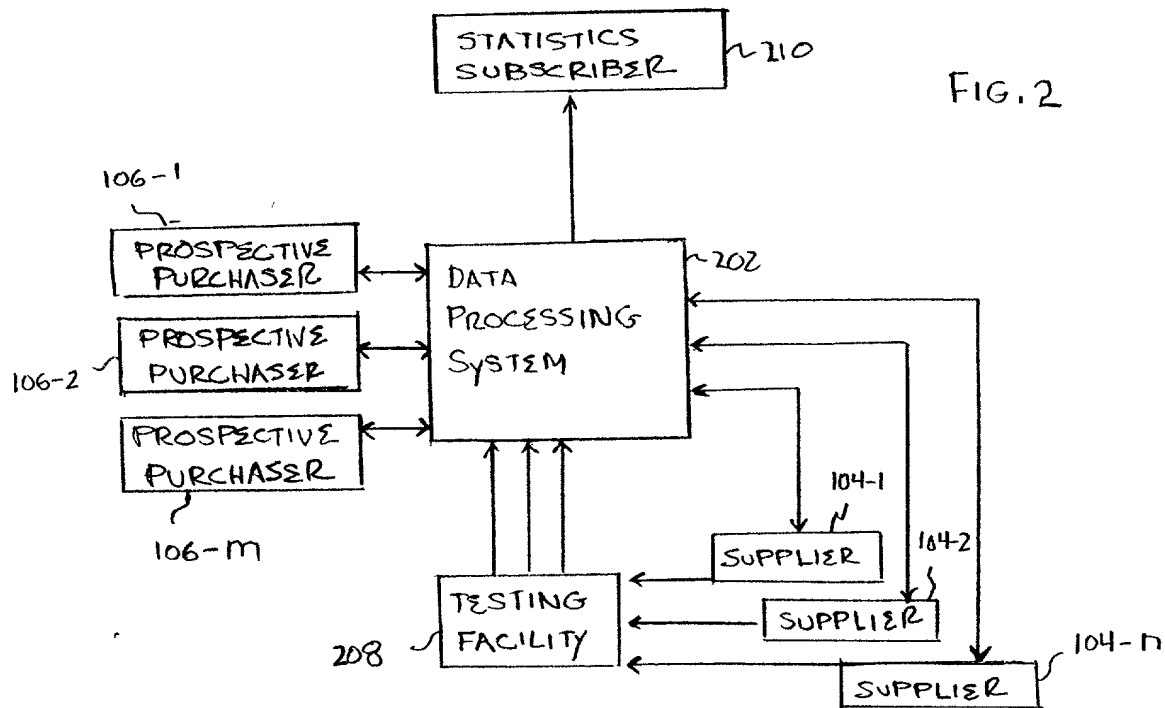 STATISTICS
SUBSCRIBER
210
FIG. 2
106-1
PROSPECTIVE
PURCHASER
202
DATA
PROCESSING
SYSTEM
106-2
PROSPECTIVE
PURCHASER
PROSPECTIVE
PURCHASER
106-m
104-1
SUPPLIER
104-2
SUPPLIER
TESTING
FACILITY
208
104-n
SUPPLIER